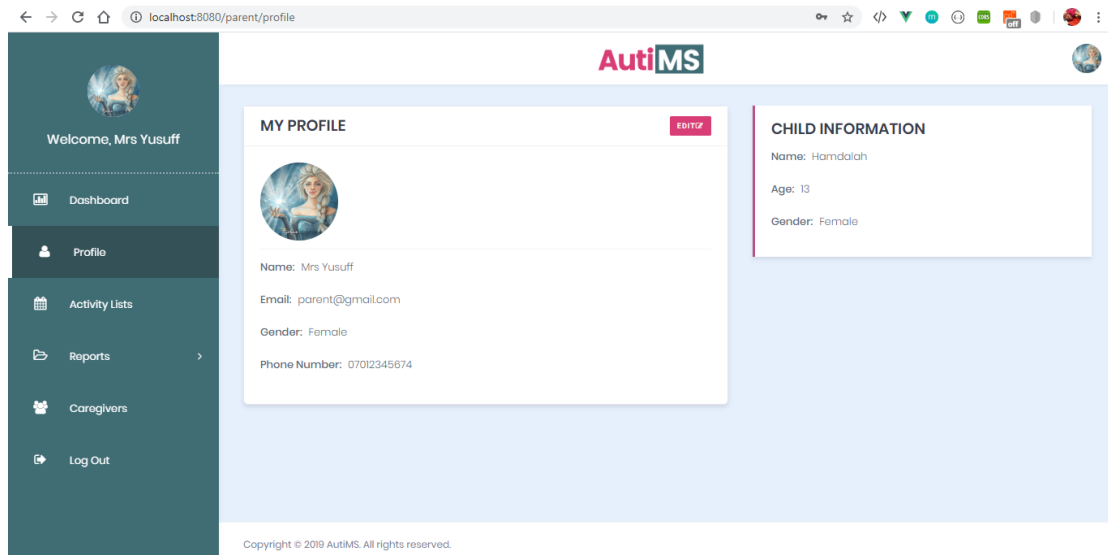 localhost:8080/parent/profile
CORS
off
AutiMS
Welcome, Mrs Yusuff
Dashboard
Profile
Activity Lists
Reports
Caregivers
Log Out
MY PROFILE
EDIT
Name: Mrs Yusuff
Email: parent@gmail.com
Gender: Female
Phone Number: 07012345674
CHILD INFORMATION
Name: Hamdalah
Age: 13
Gender: Female
Copyright © 2019 AutiMS. All rights reserved.